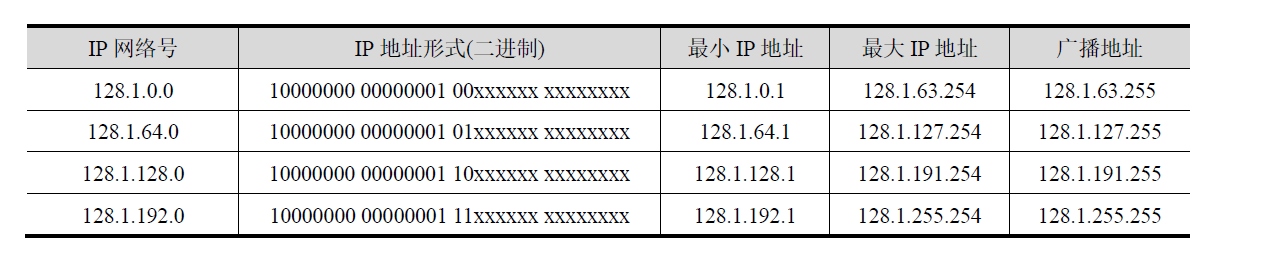 IP 网络号 IP 地址形式(二进制) 最小 IP 地址 最大 IP 地址 广播地址
128.1.0.0 10000000 00000001 00xxxxxx xxxxxxxx 128.1.0.1 128.1.63.254 128.1.63.255
128.1.64.0 10000000 00000001 01xxxxxx xxxxxxxx 128.1.64.1 128.1.127.254 128.1.127.255
128.1.128.0 10000000 00000001 10xxxxxx xxxxxxxx 128.1.128.1 128.1.191.254 128.1.191.255
128.1.192.0 10000000 00000001 11xxxxxx xxxxxxxx 128.1.192.1 128.1.255.254 128.1.255.255